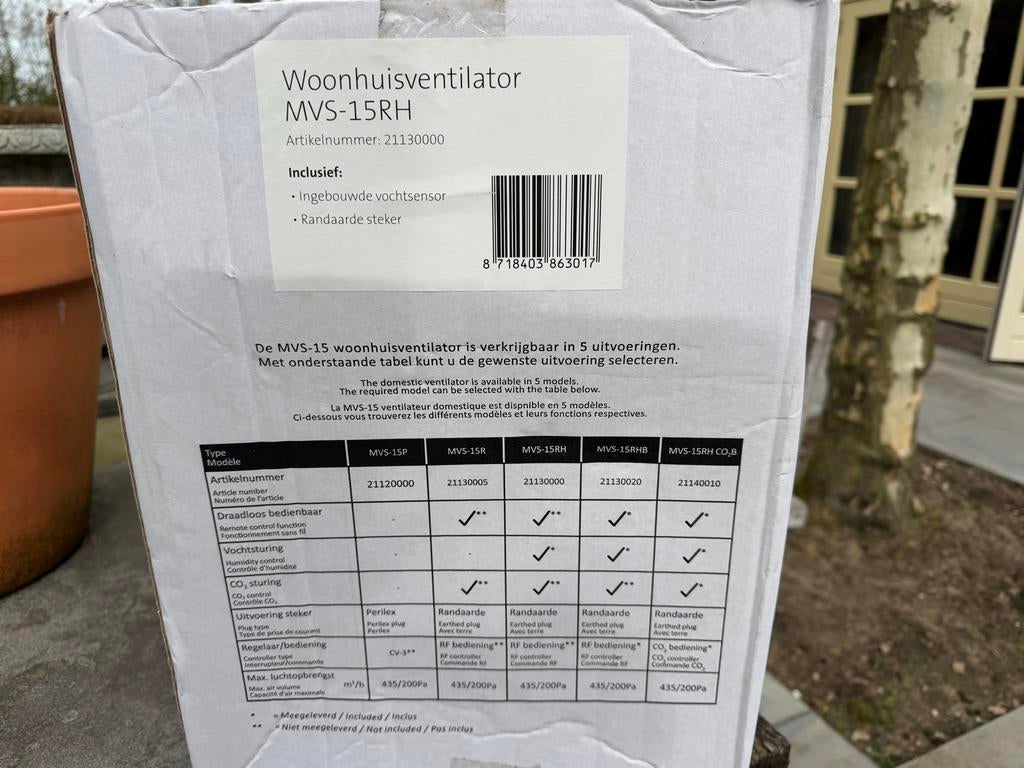 Woonhuisventilator
MVS-15RH
Artikelnummer: 21130000
Inclusief:
• Ingebouwde vochtsensor
• Randaarde steker
8 718403 863017
De MVS-15 woonhuisventilator is verkrijgbaar in 5 uitvoeringen.
Met onderstaande tabel kunt u de gewenste uitvoering selecteren.
The domestic ventilator is available in 5 models.
The required model can be selected with the table below.
La MVS-15 ventilateur domestique est dispnible en 5 modèles.
Ci-dessous vous trouverez les différents modèles et leurs fonctions respectives.
Type
Modèle
MVS-15P MVS-15R MVS-15RH MVS-15RHB MVS-15RH CO₂B
Artikelnummer
Article number
Numéro de l'article
21120000 21130005 21130000 21130020 21140010
Draadloos bedienbaar
Remote control function
Fonctionnement sans fil
- ✓** ✓** ✓* ✓*
Vochtsturing
Humidity control
Contrôle d'humidité
- - ✓* ✓* ✓*
CO₂ sturing
CO₂ control
Contrôle CO₂
- ✓** ✓** ✓** ✓*
Uitvoering steker
Plug type
Type de prise de courant
Perilex Randaarde Randaarde Randaarde Randaarde
Perilex plug Earthed plug Earthed plug Earthed plug Earthed plug
Perilex Avec terre Avec terre Avec terre Avec terre
Regelaar/bediening
Controller type
Interrupteur/commande
CV-3** RF bediening** RF bediening** RF bediening* CO₂ bediening*
RF controller RF controller RF controller CO₂ controller
Commande RF Commande RF Commande RF Commande CO₂
Max. luchtopbrengst
Max. air volume
Capacité d'air maximale
m³/h 435/200Pa 435/200Pa 435/200Pa 435/200Pa 435/200Pa
* = Meegeleverd / Included / Inclus
** = Niet meegeleverd / Not included / Pas inclus